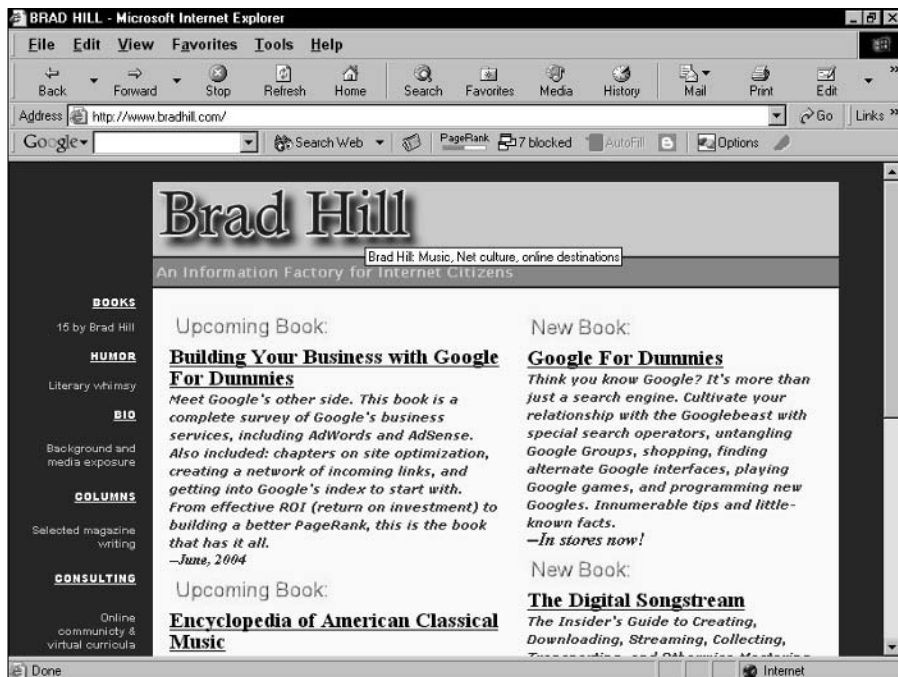 BRAD HILL - Microsoft Internet Explorer
File Edit View Favorites Tools Help
Back Forward Stop Refresh Home Search Favorites Media History Mail Print Edit
Address http://www.bradhill.com/ Go Links »
Google Search Web PageRank 7 blocked AutoFill Options
Brad Hill
Brad Hill: Music, Net culture, online destinations
An Information Factory for Internet Citizens
BOOKS
15 by Brad Hill
HUMOR
Literary whimsy
BIO
Background and
media exposure
COLUMNS
Selected magazine
writing
CONSULTING
Online
communicty &
virtual curricula
Upcoming Book:
Building Your Business with Google
For Dummies
Meet Google's other side. This book is a
complete survey of Google's business
services, including AdWords and AdSense.
Also included: chapters on site optimization,
creating a network of incoming links, and
getting into Google's index to start with.
From effective ROI (return on investment) to
building a better PageRank, this is the book
that has it all.
—June, 2004
Upcoming Book:
Encyclopedia of American Classical
Music
New Book:
Google For Dummies
Think you know Google? It's more than
just a search engine. Cultivate your
relationship with the Googlebeast with
special search operators, untangling
Google Groups, shopping, finding
alternate Google interfaces, playing
Google games, and programming new
Googles. Innumerable tips and little-
known facts.
—In stores now!
New Book:
The Digital Songstream
The Insider's Guide to Creating,
Downloading, Streaming, Collecting,
Done Internet